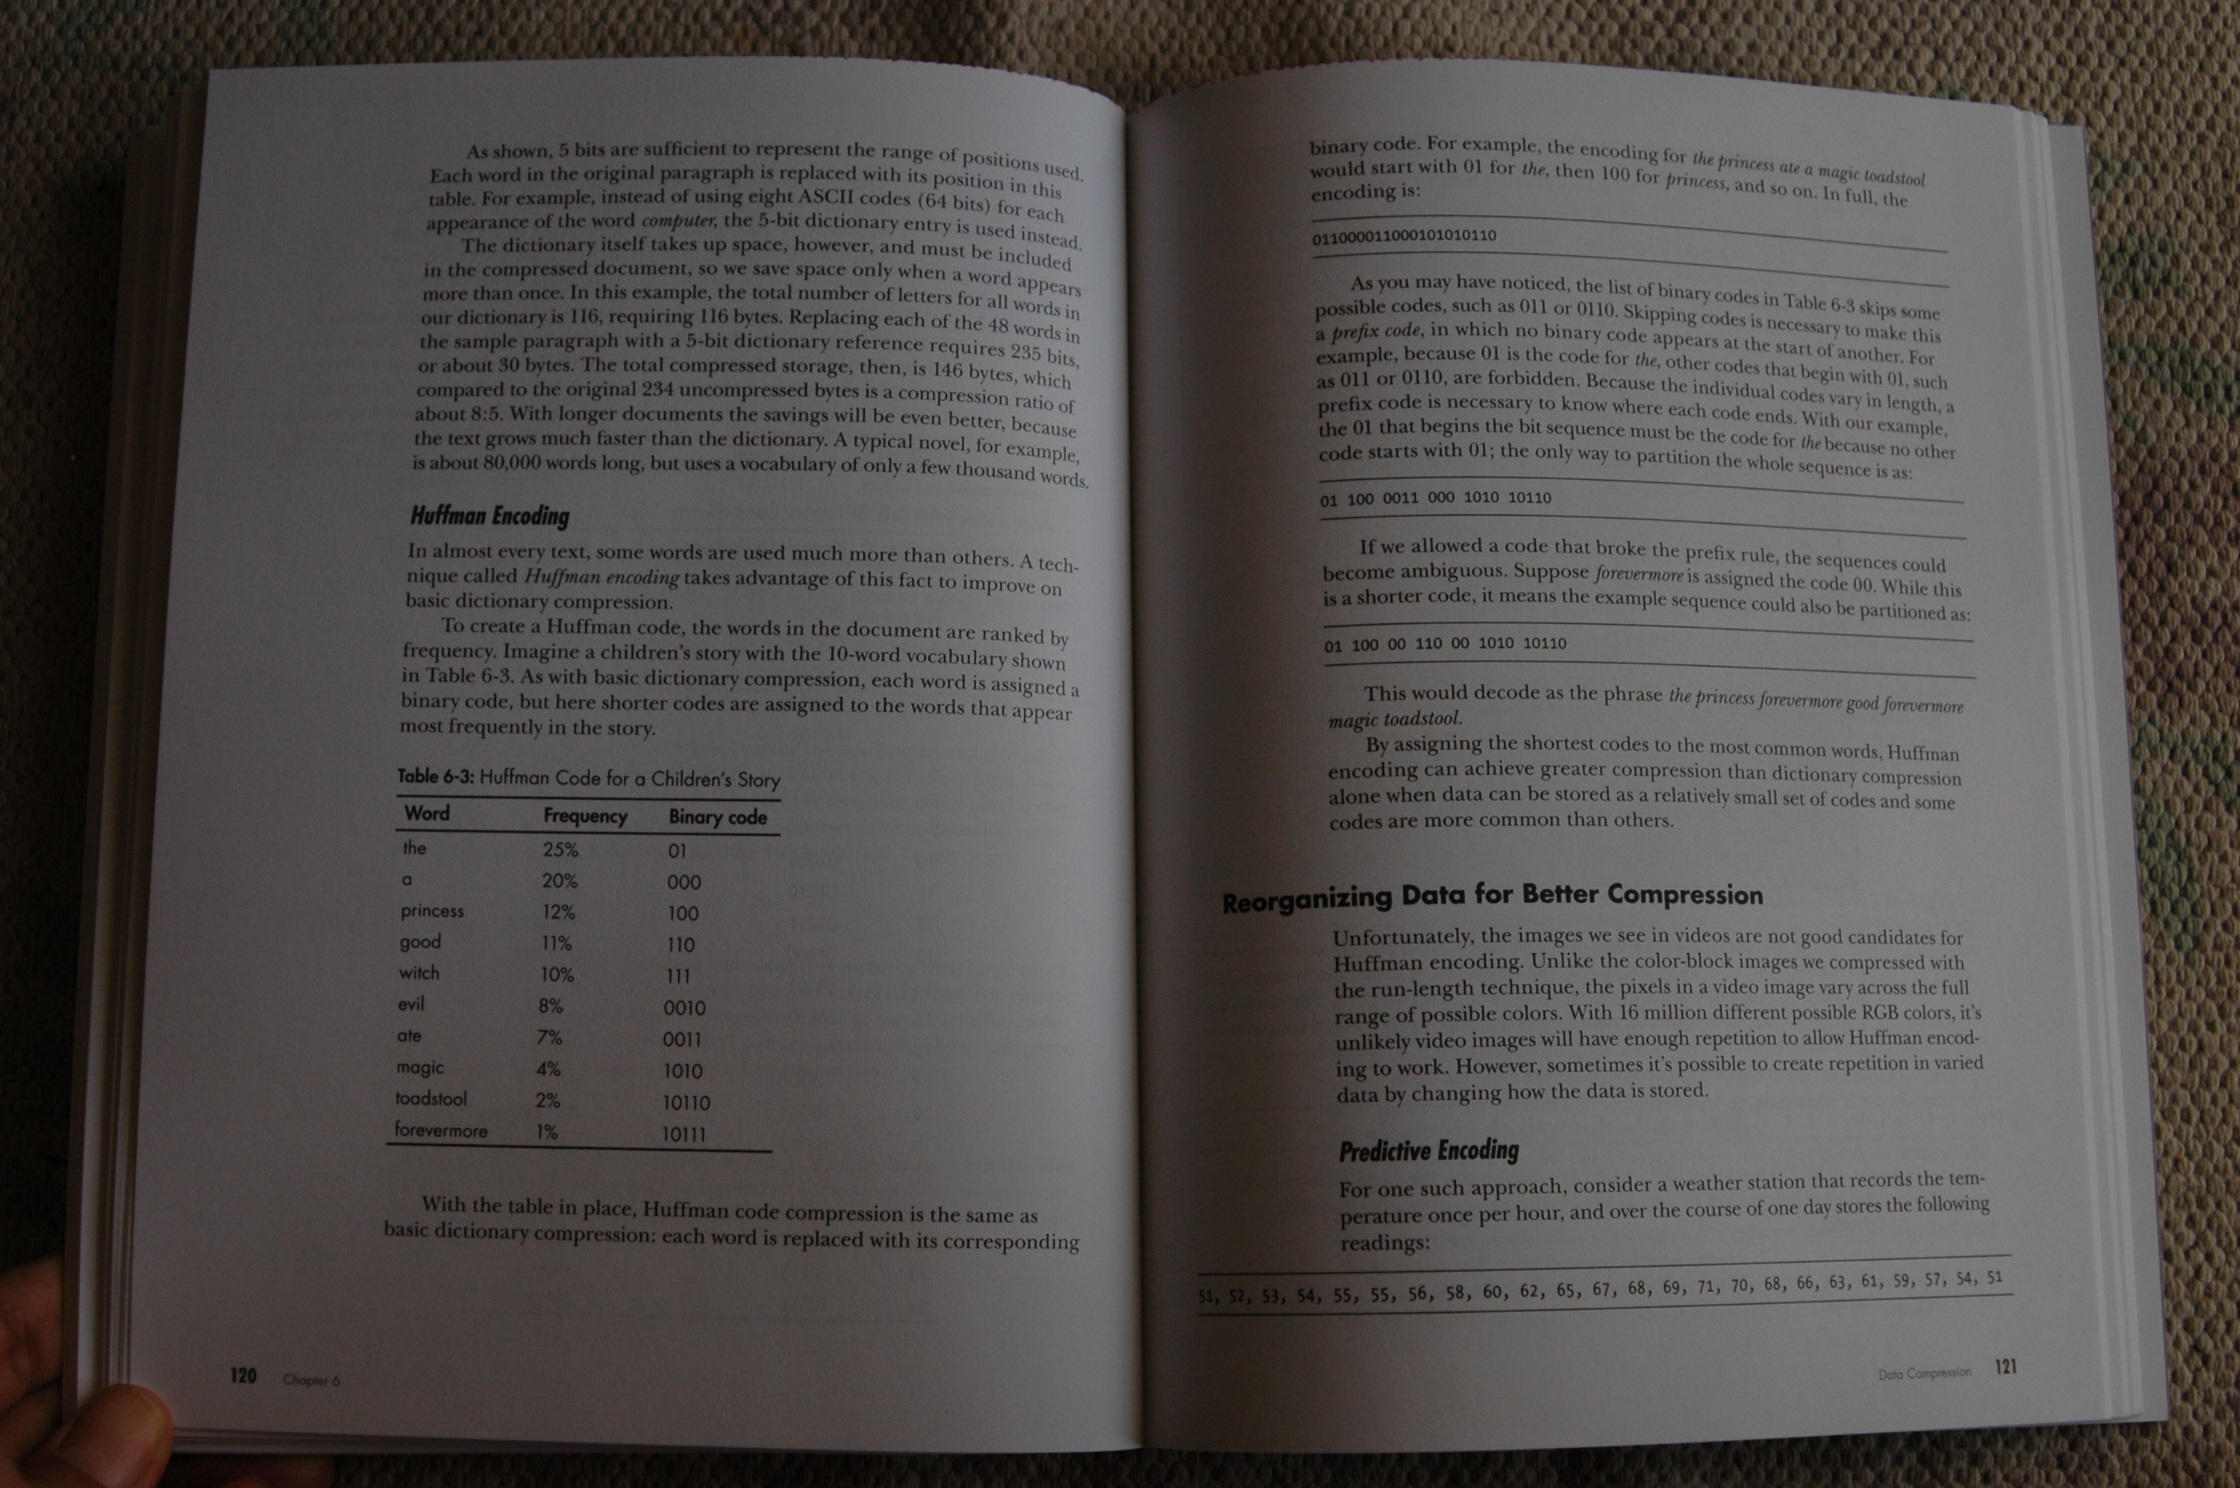 As shown, 5 bits are sufficient to represent the range of positions used.
Each word in the original paragraph is replaced with its position in this
table. For example, instead of using eight ASCII codes (64 bits) for each
appearance of the word computer, the 5-bit dictionary entry is used instead.
The dictionary itself takes up space, however, and must be included
in the compressed document, so we save space only when a word appears
more than once. In this example, the total number of letters for all words in
our dictionary is 116, requiring 116 bytes. Replacing each of the 48 words in
the sample paragraph with a 5-bit dictionary reference requires 235 bits,
or about 30 bytes. The total compressed storage, then, is 146 bytes, which
compared to the original 234 uncompressed bytes is a compression ratio of
about 8:5. With longer documents the savings will be even better, because
the text grows much faster than the dictionary. A typical novel, for example,
is about 80,000 words long, but uses a vocabulary of only a few thousand words.
Huffman Encoding
In almost every text, some words are used much more than others. A tech-
nique called Huffman encoding takes advantage of this fact to improve on
basic dictionary compression.
To create a Huffman code, the words in the document are ranked by
frequency. Imagine a children's story with the 10-word vocabulary shown
in Table 6-3. As with basic dictionary compression, each word is assigned a
binary code, but here shorter codes are assigned to the words that appear
most frequently in the story.
Table 6-3: Huffman Code for a Children's Story
Word Frequency Binary code
the 25% 01
a 20% 000
princess 12% 100
good 11% 110
witch 10% 111
evil 8% 0010
ate 7% 0011
magic 4% 1010
toadstool 2% 10110
forevermore 1% 10111
With the table in place, Huffman code compression is the same as
basic dictionary compression: each word is replaced with its corresponding
120 Chapter 6
binary code. For example, the encoding for the princess ate a magic toadstool
would start with 01 for the, then 100 for princess, and so on. In full, the
encoding is:
011000011000101010110
As you may have noticed, the list of binary codes in Table 6-3 skips some
possible codes, such as 011 or 0110. Skipping codes is necessary to make this
a prefix code, in which no binary code appears at the start of another. For
example, because 01 is the code for the, other codes that begin with 01, such
as 011 or 0110, are forbidden. Because the individual codes vary in length, a
prefix code is necessary to know where each code ends. With our example,
the 01 that begins the bit sequence must be the code for the because no other
code starts with 01; the only way to partition the whole sequence is as:
01 100 0011 000 1010 10110
If we allowed a code that broke the prefix rule, the sequences could
become ambiguous. Suppose forevermore is assigned the code 00. While this
is a shorter code, it means the example sequence could also be partitioned as:
01 100 00 110 00 1010 10110
This would decode as the phrase the princess forevermore good forevermore
magic toadstool.
By assigning the shortest codes to the most common words, Huffman
encoding can achieve greater compression than dictionary compression
alone when data can be stored as a relatively small set of codes and some
codes are more common than others.
Reorganizing Data for Better Compression
Unfortunately, the images we see in videos are not good candidates for
Huffman encoding. Unlike the color-block images we compressed with
the run-length technique, the pixels in a video image vary across the full
range of possible colors. With 16 million different possible RGB colors, it's
unlikely video images will have enough repetition to allow Huffman encod-
ing to work. However, sometimes it's possible to create repetition in varied
data by changing how the data is stored.
Predictive Encoding
For one such approach, consider a weather station that records the tem-
perature once per hour, and over the course of one day stores the following
readings:
51, 52, 53, 54, 55, 55, 56, 58, 60, 62, 65, 67, 68, 69, 71, 70, 68, 66, 63, 61, 59, 57, 54, 51
Data Compression 121